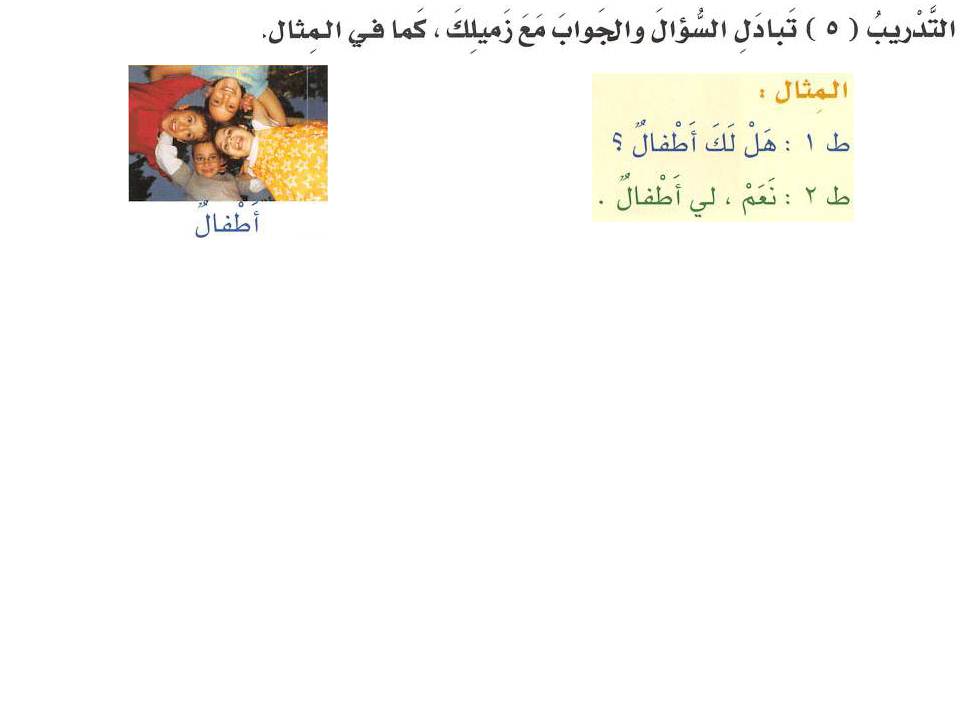 التَّدْريبُ ( ٥ ) تَبادَلِ السُّؤالَ والجَوابَ مَعَ زَميلِكَ ، كَما في المِثال.
المِثال :
ط ١ : هَلْ لَكَ أَطْفالٌ ؟
ط ٢ : نَعَمْ ، لي أَطْفالٌ .
أَطْفالٌ